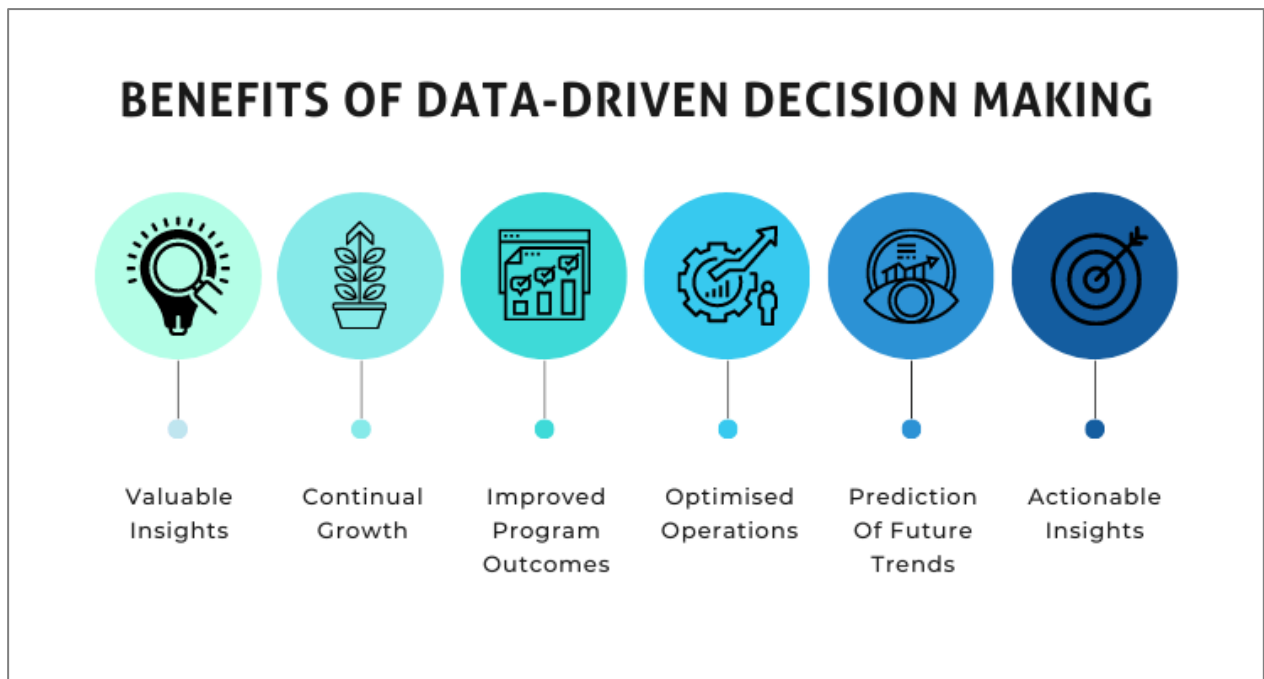 BENEFITS OF DATA-DRIVEN DECISION MAKING
Valuable
Insights
Continual
Growth
Improved
Program
Outcomes
Optimised
Operations
Prediction
Of Future
Trends
Actionable
Insights